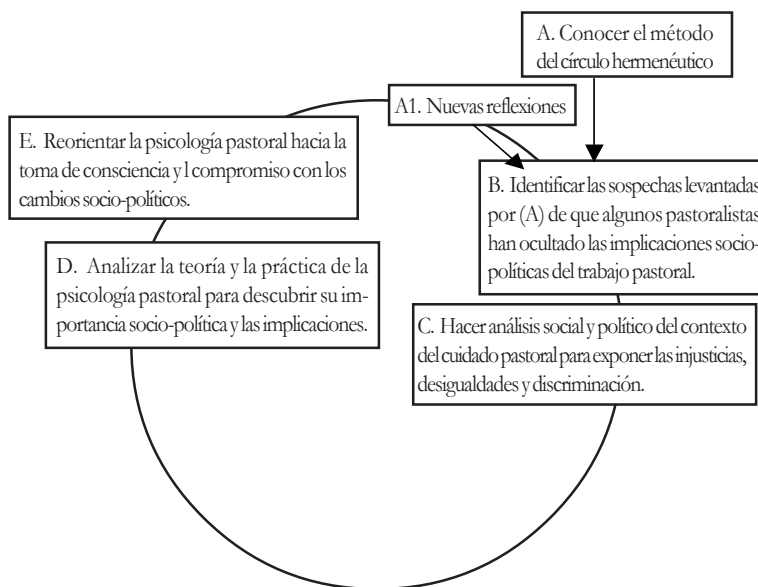 A. Conocer el método
del círculo hermenéutico
A1. Nuevas reflexiones
B. Identificar las sospechas levantadas
por (A) de que algunos pastoralistas
han ocultado las implicaciones socio-
políticas del trabajo pastoral.
C. Hacer análisis social y político del contexto
del cuidado pastoral para exponer las injusticias,
desigualdades y discriminación.
D. Analizar la teoría y la práctica de la
psicología pastoral para descubrir su im-
portancia socio-política y las implicaciones.
E. Reorientar la psicología pastoral hacia la
toma de consciencia y l compromiso con los
cambios socio-políticos.